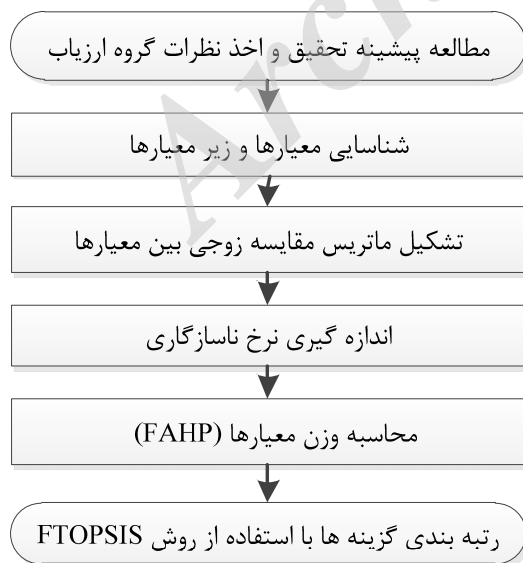 مطالعه پیشینه تحقیق و اخذ نظرات گروه ارزیاب
شناسایی معیارها و زیر معیارها
تشکیل ماتریس مقایسه زوجی بین معیارها
اندازه گیری نرخ ناسازگاری
محاسبه وزن معیارها (FAHP)
رتبه بندی گزینه ها با استفاده از روش FTOPSIS